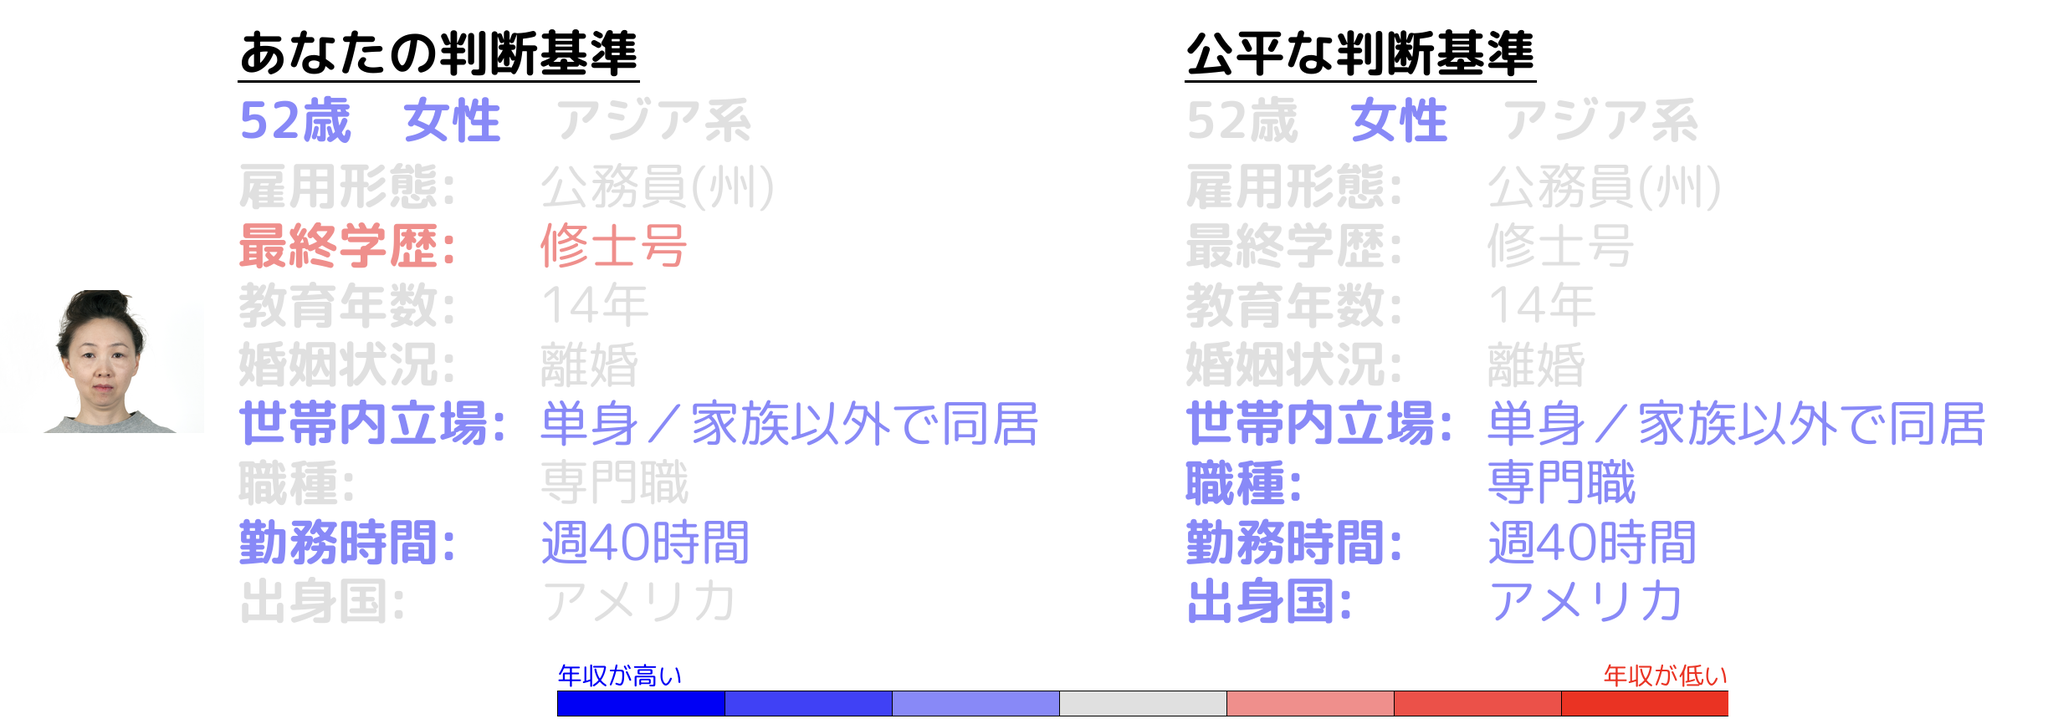 あなたの判断基準
52歳 女性 アジア系
雇用形態: 公務員(州)
最終学歴: 修士号
教育年数: 14年
婚姻状況: 離婚
世帯内立場: 単身／家族以外で同居
職種: 専門職
勤務時間: 週40時間
出身国: アメリカ
公平な判断基準
52歳 女性 アジア系
雇用形態: 公務員(州)
最終学歴: 修士号
教育年数: 14年
婚姻状況: 離婚
世帯内立場: 単身／家族以外で同居
職種: 専門職
勤務時間: 週40時間
出身国: アメリカ
年収が高い 年収が低い